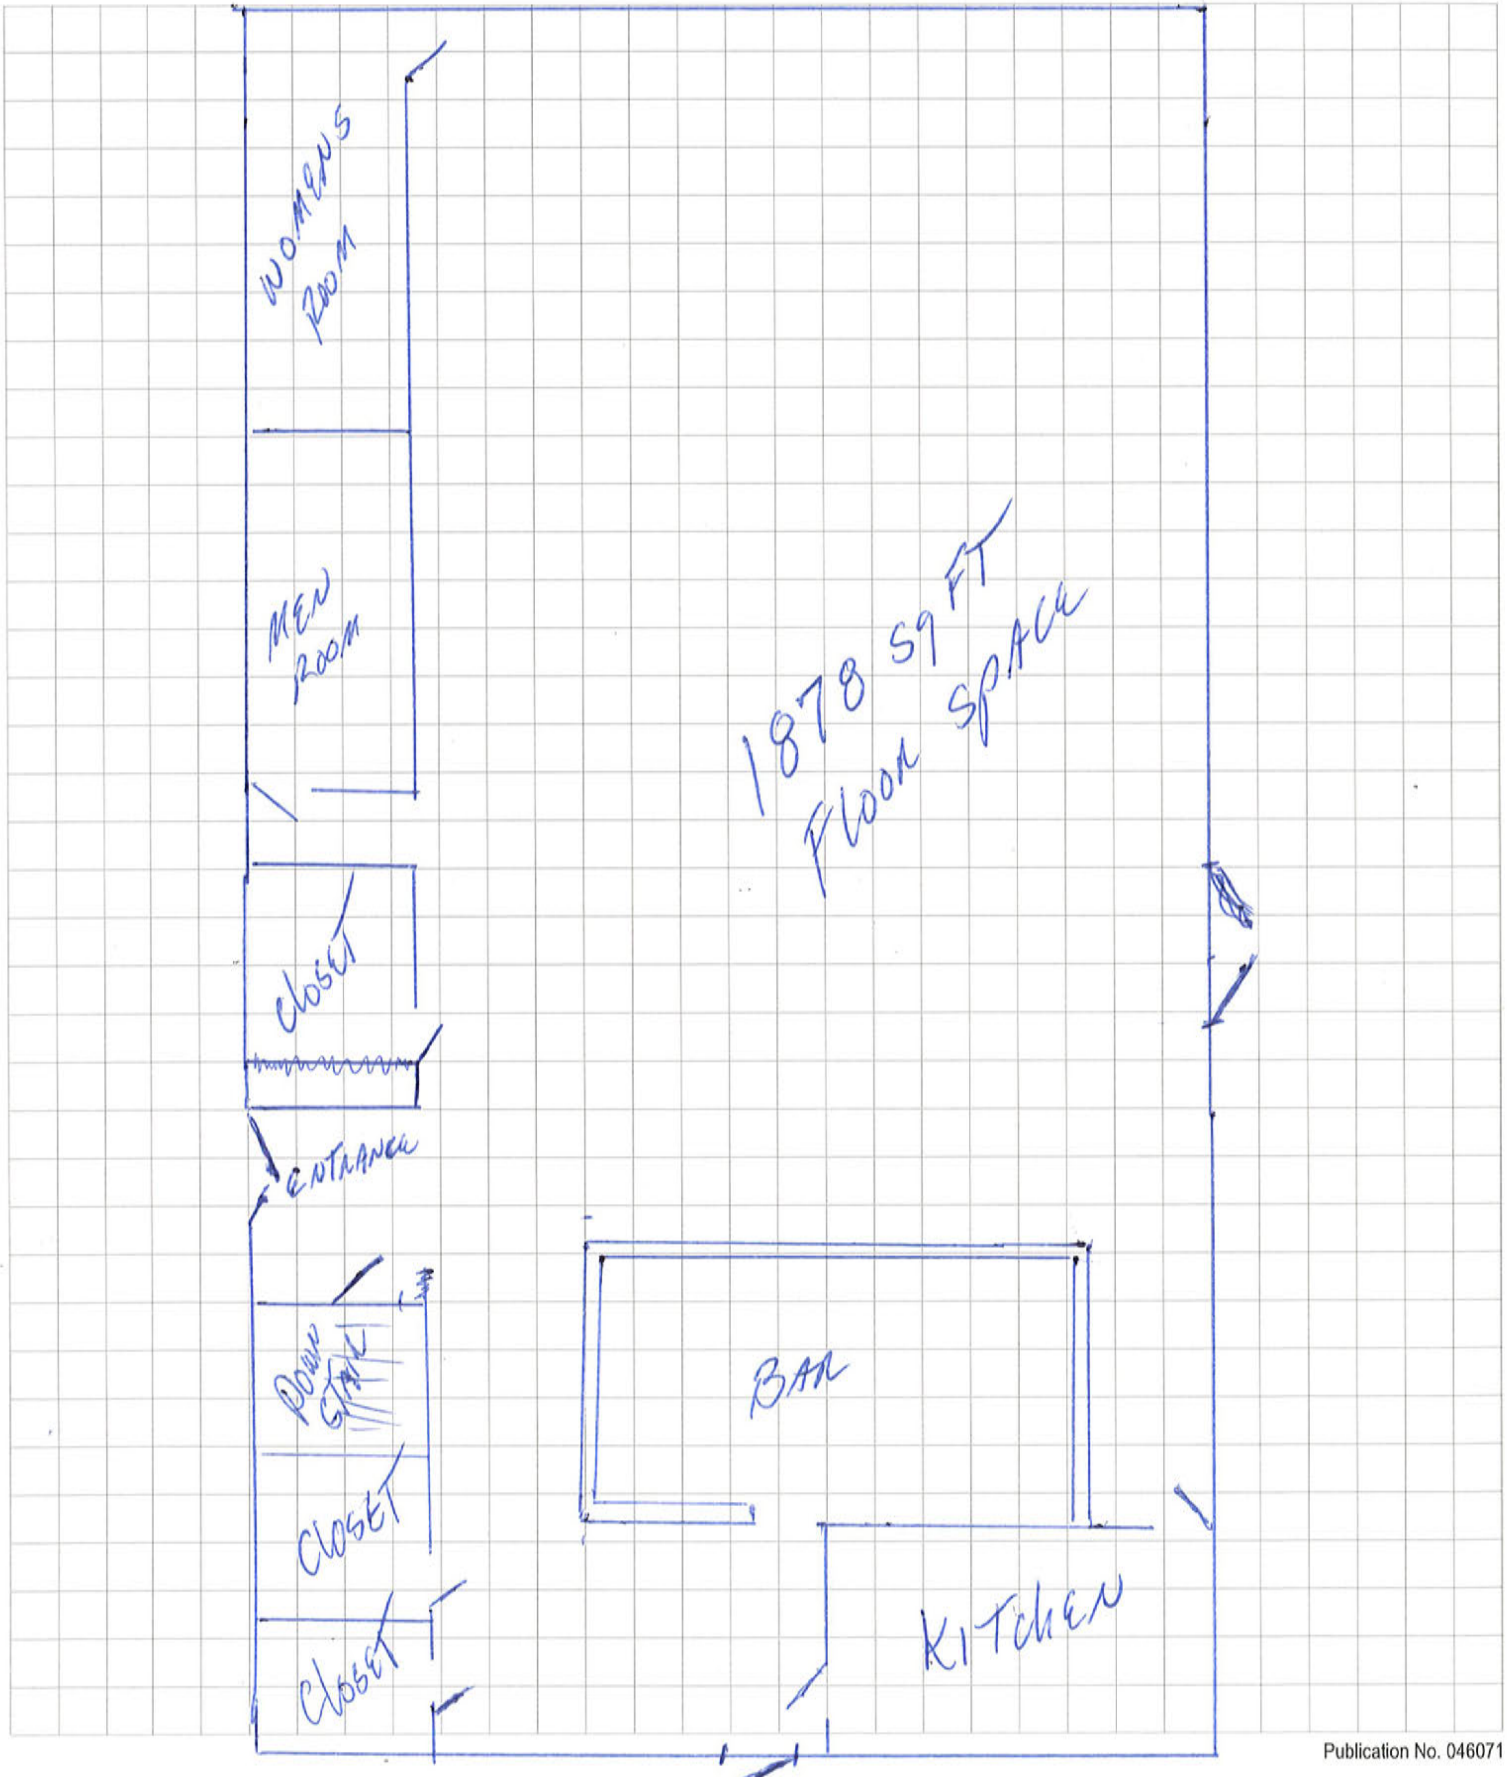 WOMENS
ROOM
MEN
ROOM
1878 SQ FT
FLOOR SPACE
CLOSET
ENTRANCE
DOWN
STAIR
BAR
CLOSET
KITCHEN
CLOSET
Publication No. 046071